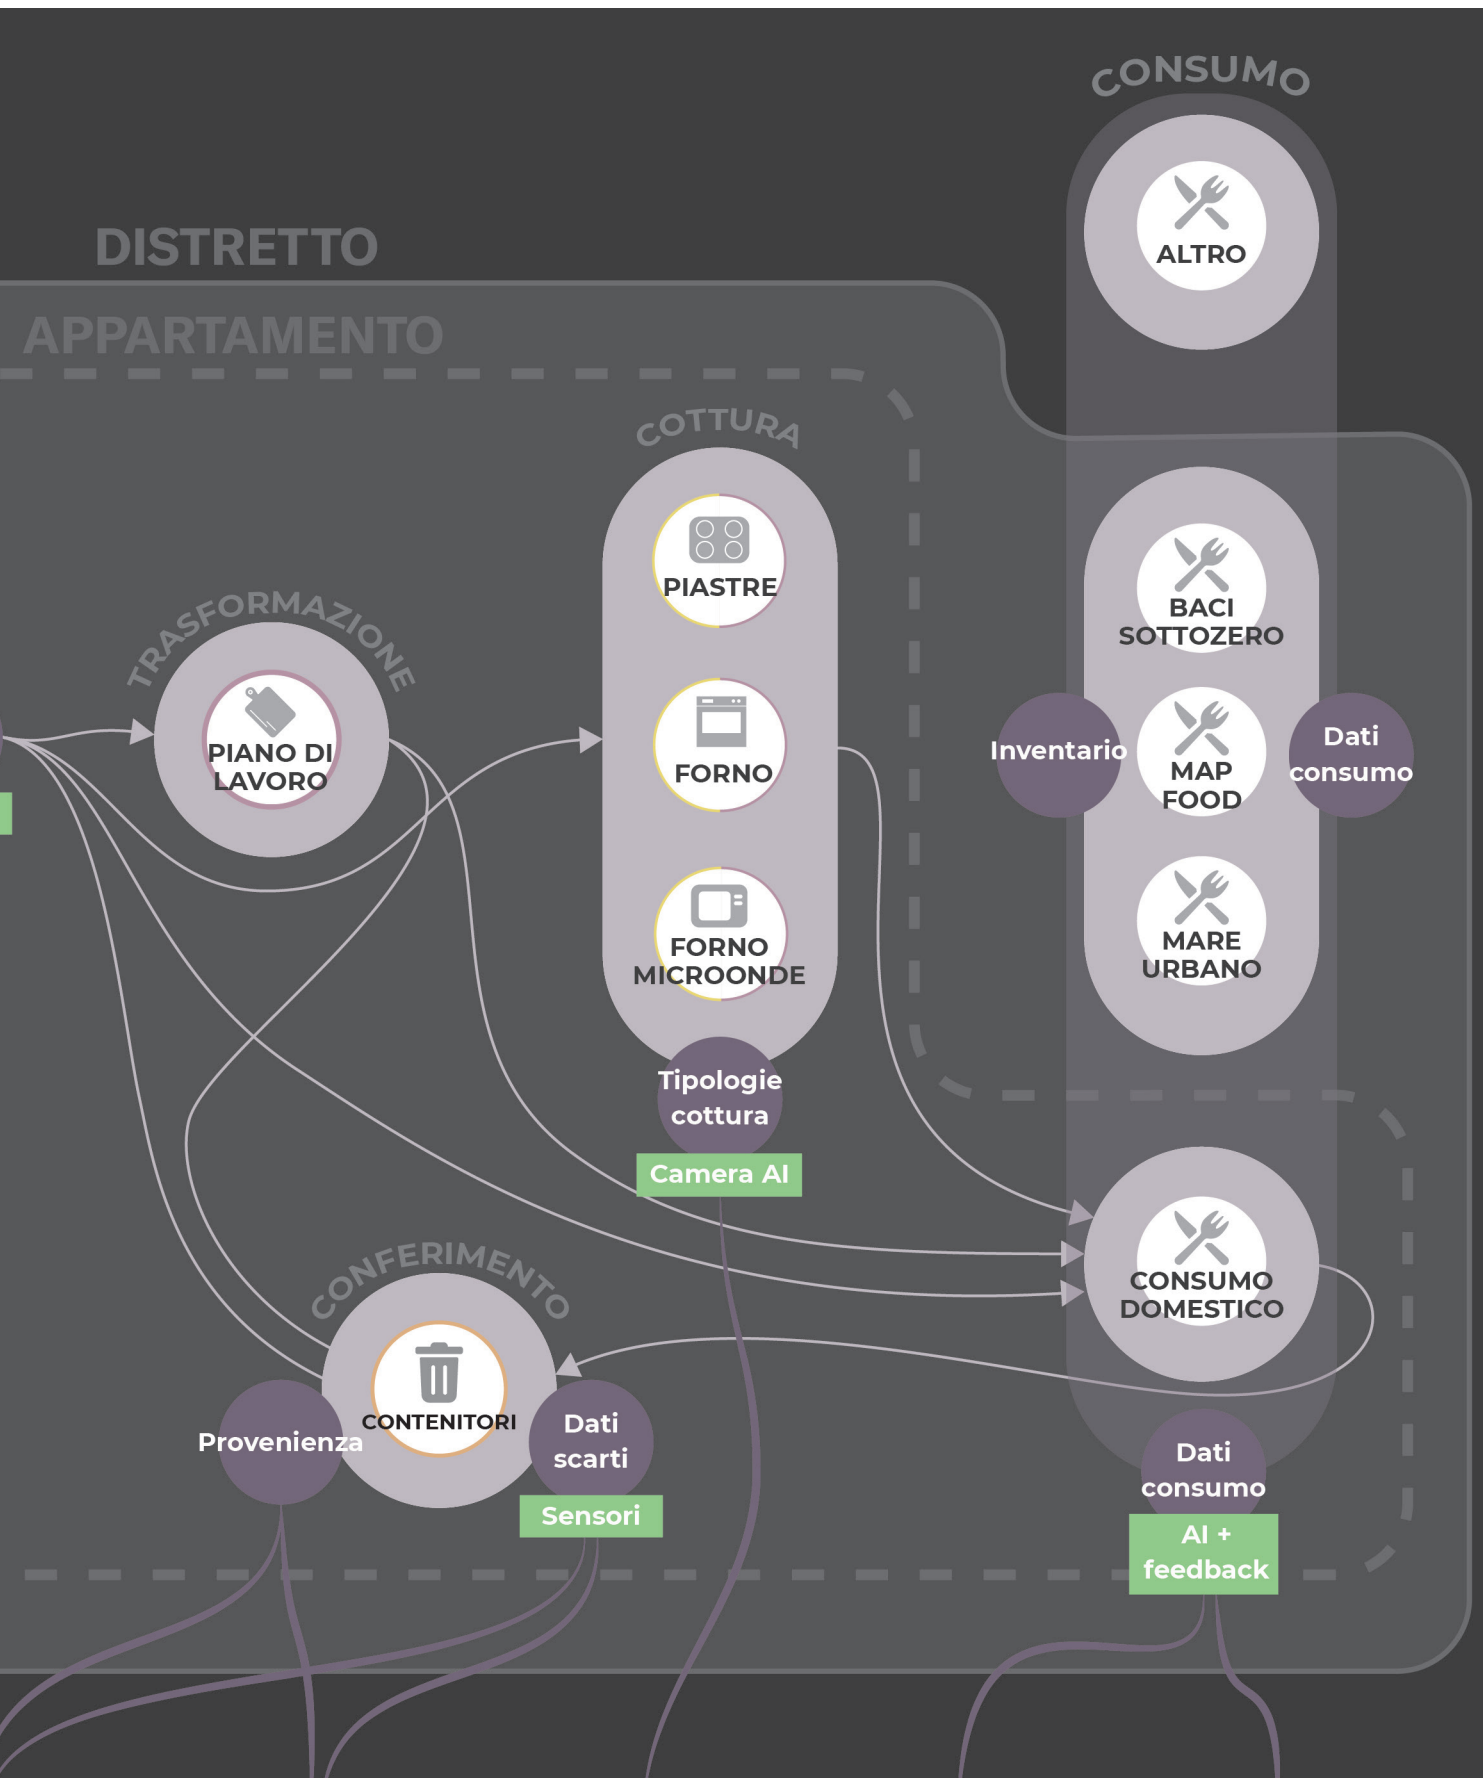 CONSUMO
ALTRO
DISTRETTO
APPARTAMENTO
COTTURA
PIASTRE
FORNO
FORNO
MICROONDE
Tipologie
cottura
Camera AI
TRASFORMAZIONE
PIANO DI
LAVORO
BACI
SOTTOZERO
Inventario
MAP
FOOD
Dati
consumo
MARE
URBANO
CONSUMO
DOMESTICO
Dati
consumo
AI +
feedback
CONFERIMENTO
CONTENITORI
Provenienza
Dati
scarti
Sensori